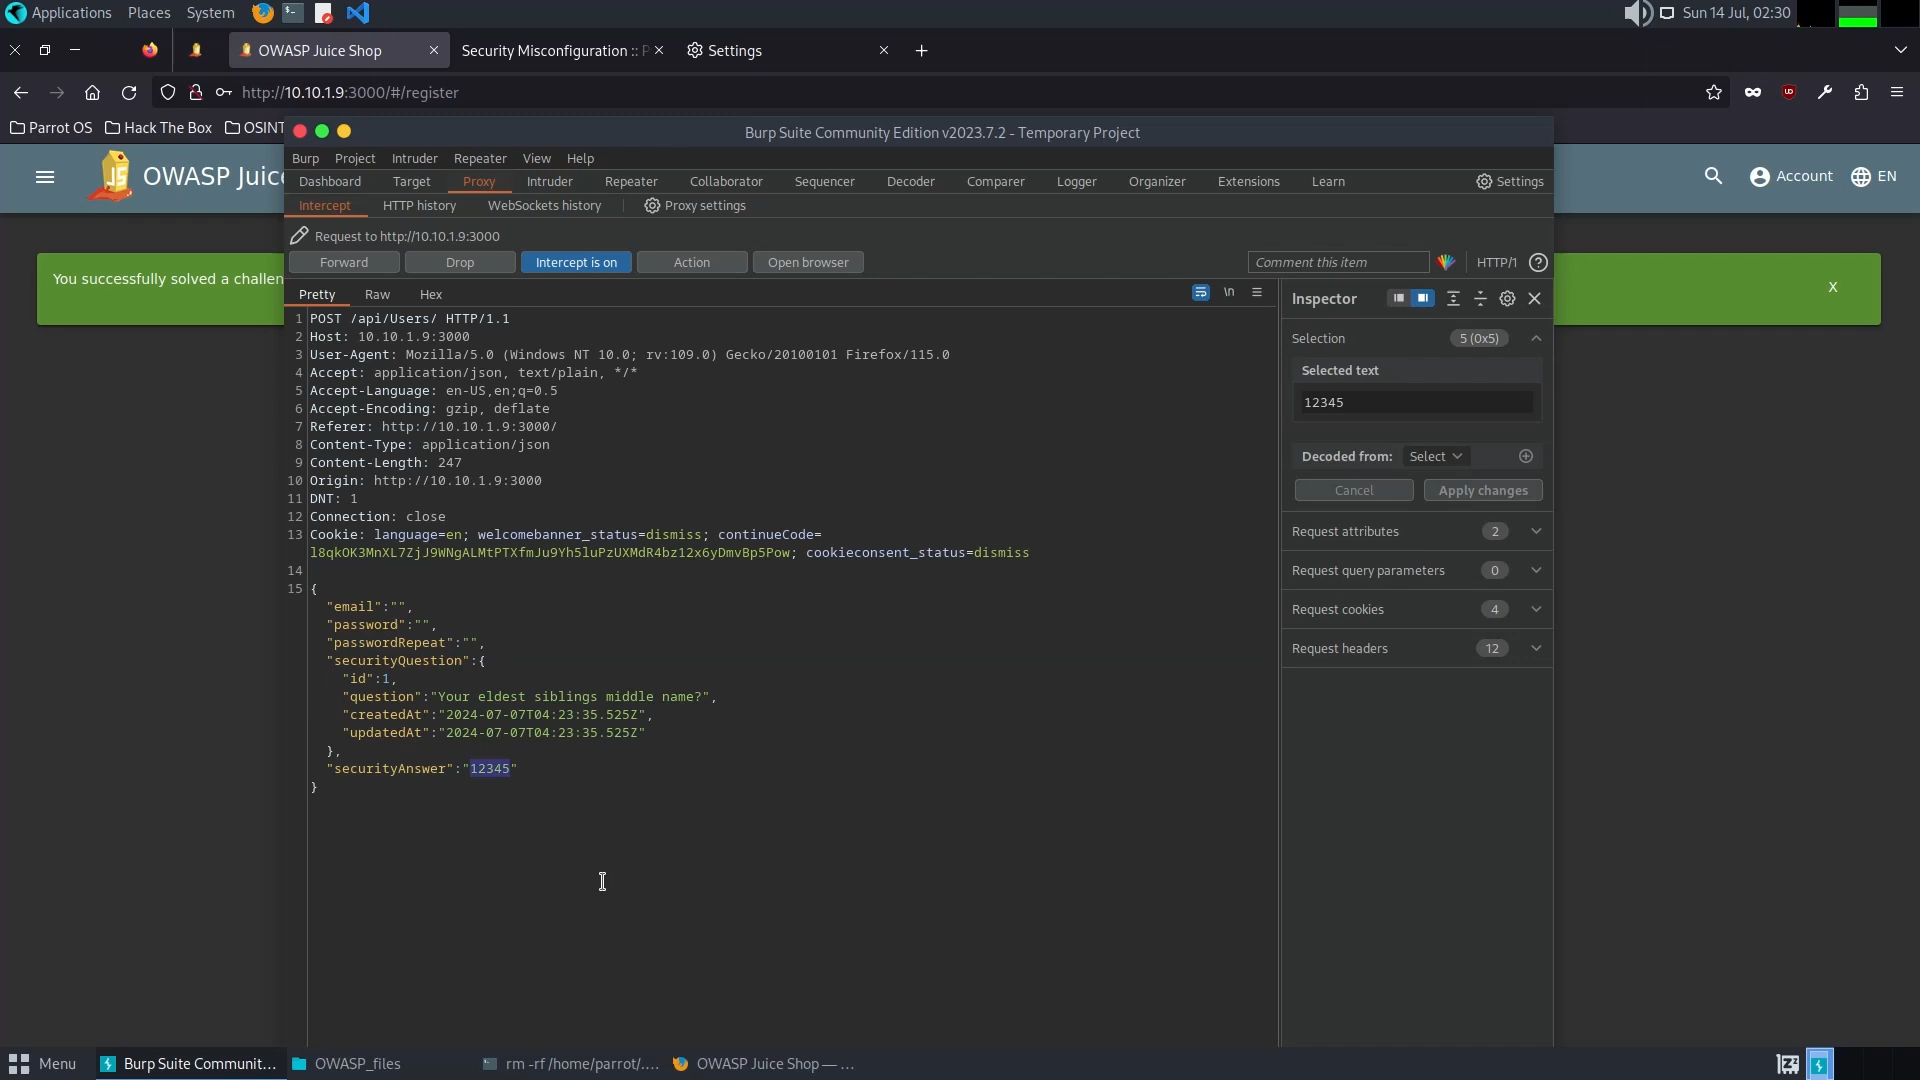 Applications Places System Sun 14 Jul, 02:30
OWASP Juice Shop Security Misconfiguration :: P Settings
http://10.10.1.9:3000/#/register
Parrot OS Hack The Box OSINT
Burp Suite Community Edition v2023.7.2 - Temporary Project
Burp Project Intruder Repeater View Help
OWASP Juice Account EN
Dashboard Target Proxy Intruder Repeater Collaborator Sequencer Decoder Comparer Logger Organizer Extensions Learn Settings
Intercept HTTP history WebSockets history Proxy settings
Request to http://10.10.1.9:3000
Forward Drop Intercept is on Action Open browser Comment this item HTTP/1 ?
You successfully solved a challen X
Pretty Raw Hex \n Inspector
1 POST /api/Users/ HTTP/1.1
2 Host: 10.10.1.9:3000
3 User-Agent: Mozilla/5.0 (Windows NT 10.0; rv:109.0) Gecko/20100101 Firefox/115.0
4 Accept: application/json, text/plain, */*
5 Accept-Language: en-US,en;q=0.5
6 Accept-Encoding: gzip, deflate
7 Referer: http://10.10.1.9:3000/
8 Content-Type: application/json
9 Content-Length: 247
10 Origin: http://10.10.1.9:3000
11 DNT: 1
12 Connection: close
13 Cookie: language=en; welcomebanner_status=dismiss; continueCode=
l8qkOK3MnXL7ZjJ9WNgALMtPTXfmJu9Yh5luPzUXMdR4bz12x6yDmvBp5Pow; cookieconsent_status=dismiss
14
15 {
"email":"",
"password":"",
"passwordRepeat":"",
"securityQuestion":{
"id":1,
"question":"Your eldest siblings middle name?",
"createdAt":"2024-07-07T04:23:35.525Z",
"updatedAt":"2024-07-07T04:23:35.525Z"
},
"securityAnswer":"12345"
}
Selection 5 (0x5)
Selected text
12345
Decoded from: Select
Cancel Apply changes
Request attributes 2
Request query parameters 0
Request cookies 4
Request headers 12
Menu Burp Suite Communit... OWASP_files rm -rf /home/parrot/.... OWASP Juice Shop — ...